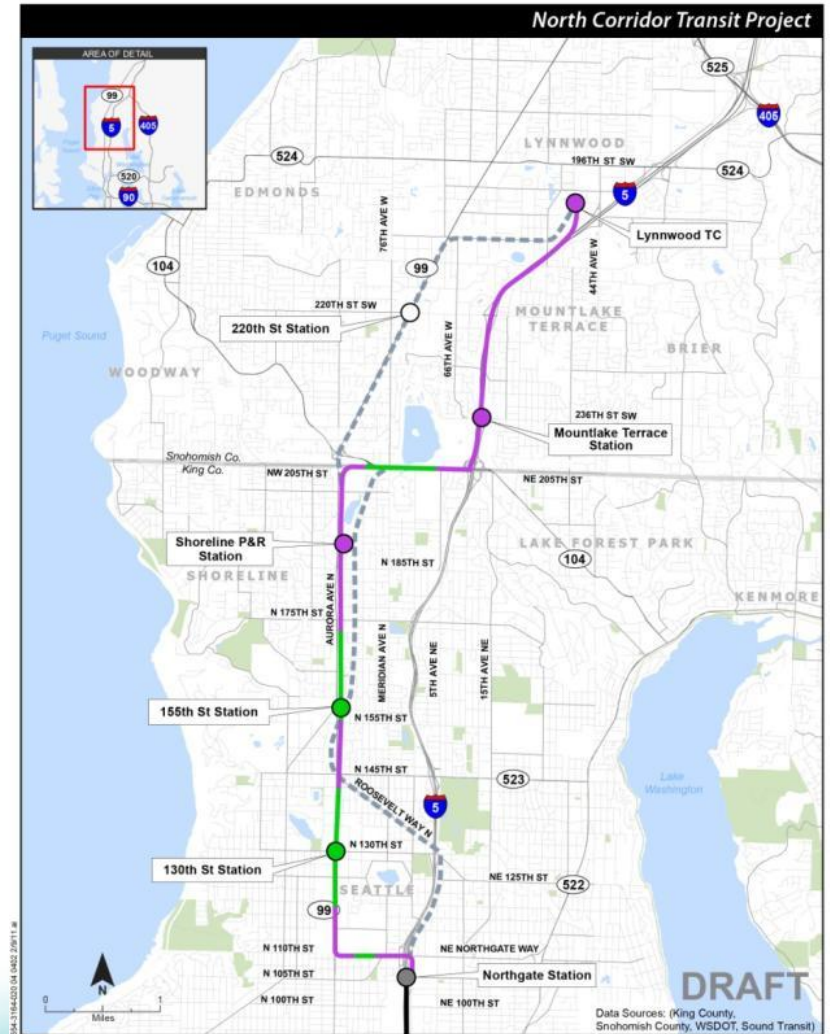 North Corridor Transit Project
AREA OF DETAIL
99
5
405
520
90
Puget Sound
525
405
LYNNWOOD
196TH ST SW
524
524
EDMONDS
5
76TH AVE W
Lynnwood TC
104
99
44TH AVE W
220TH ST SW
220th St Station
MOUNTLAKE
TERRACE
Puget Sound
66TH AVE W
BRIER
WOODWAY
236TH ST SW
Mountlake Terrace
Station
Snohomish Co.
King Co.
NW 205TH ST
NE 205TH ST
Shoreline P&R
Station
LAKE FOREST PARK
N 185TH ST
104
SHORELINE
KENMORE
AURORA AVE N
N 175TH ST
MERIDIAN AVE N
5TH AVE NE
15TH AVE NE
155th St Station
N 155TH ST
N 145TH ST
523
Lake
Washington
ROOSEVELT WAY N
5
N 130TH ST
130th St Station
NE 125TH ST
522
SEATTLE
99
N 110TH ST
NE NORTHGATE WAY
N 105TH ST
Northgate Station
N 100TH ST
NE 100TH ST
N
0 1
Miles
DRAFT
Data Sources: (King County,
Snohomish County, WSDOT, Sound Transit)